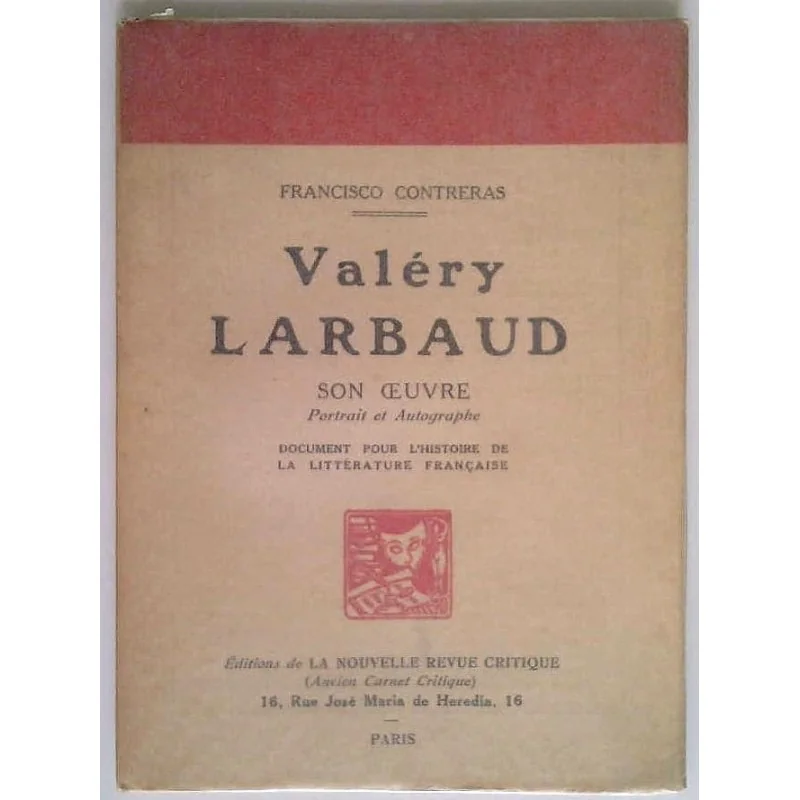 FRANCISCO CONTRERAS
Valéry
LARBAUD
SON ŒUVRE
Portrait et Autographe
DOCUMENT POUR L'HISTOIRE DE
LA LITTÉRATURE FRANÇAISE
Éditions de LA NOUVELLE REVUE CRITIQUE
(Ancien Carnet Critique)
16, Rue José Maria de Heredia, 16
PARIS